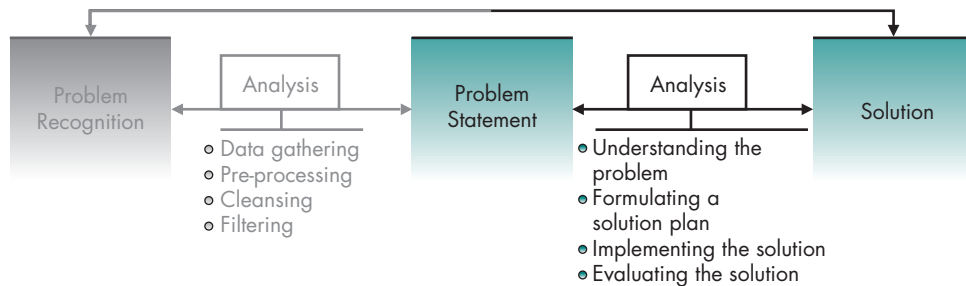 Problem
Recognition
Analysis
Data gathering
Pre-processing
Cleansing
Filtering
Problem
Statement
Analysis
Understanding the
problem
Formulating a
solution plan
Implementing the solution
Evaluating the solution
Solution